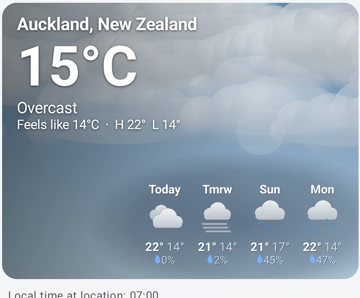 Auckland, New Zealand
15°C
Overcast
Feels like 14°C · H 22° L 14°
Today Tmrw Sun Mon
22° 14° 21° 14° 21° 17° 22° 14°
0% 2% 45% 47%
Local time at location: 07:00